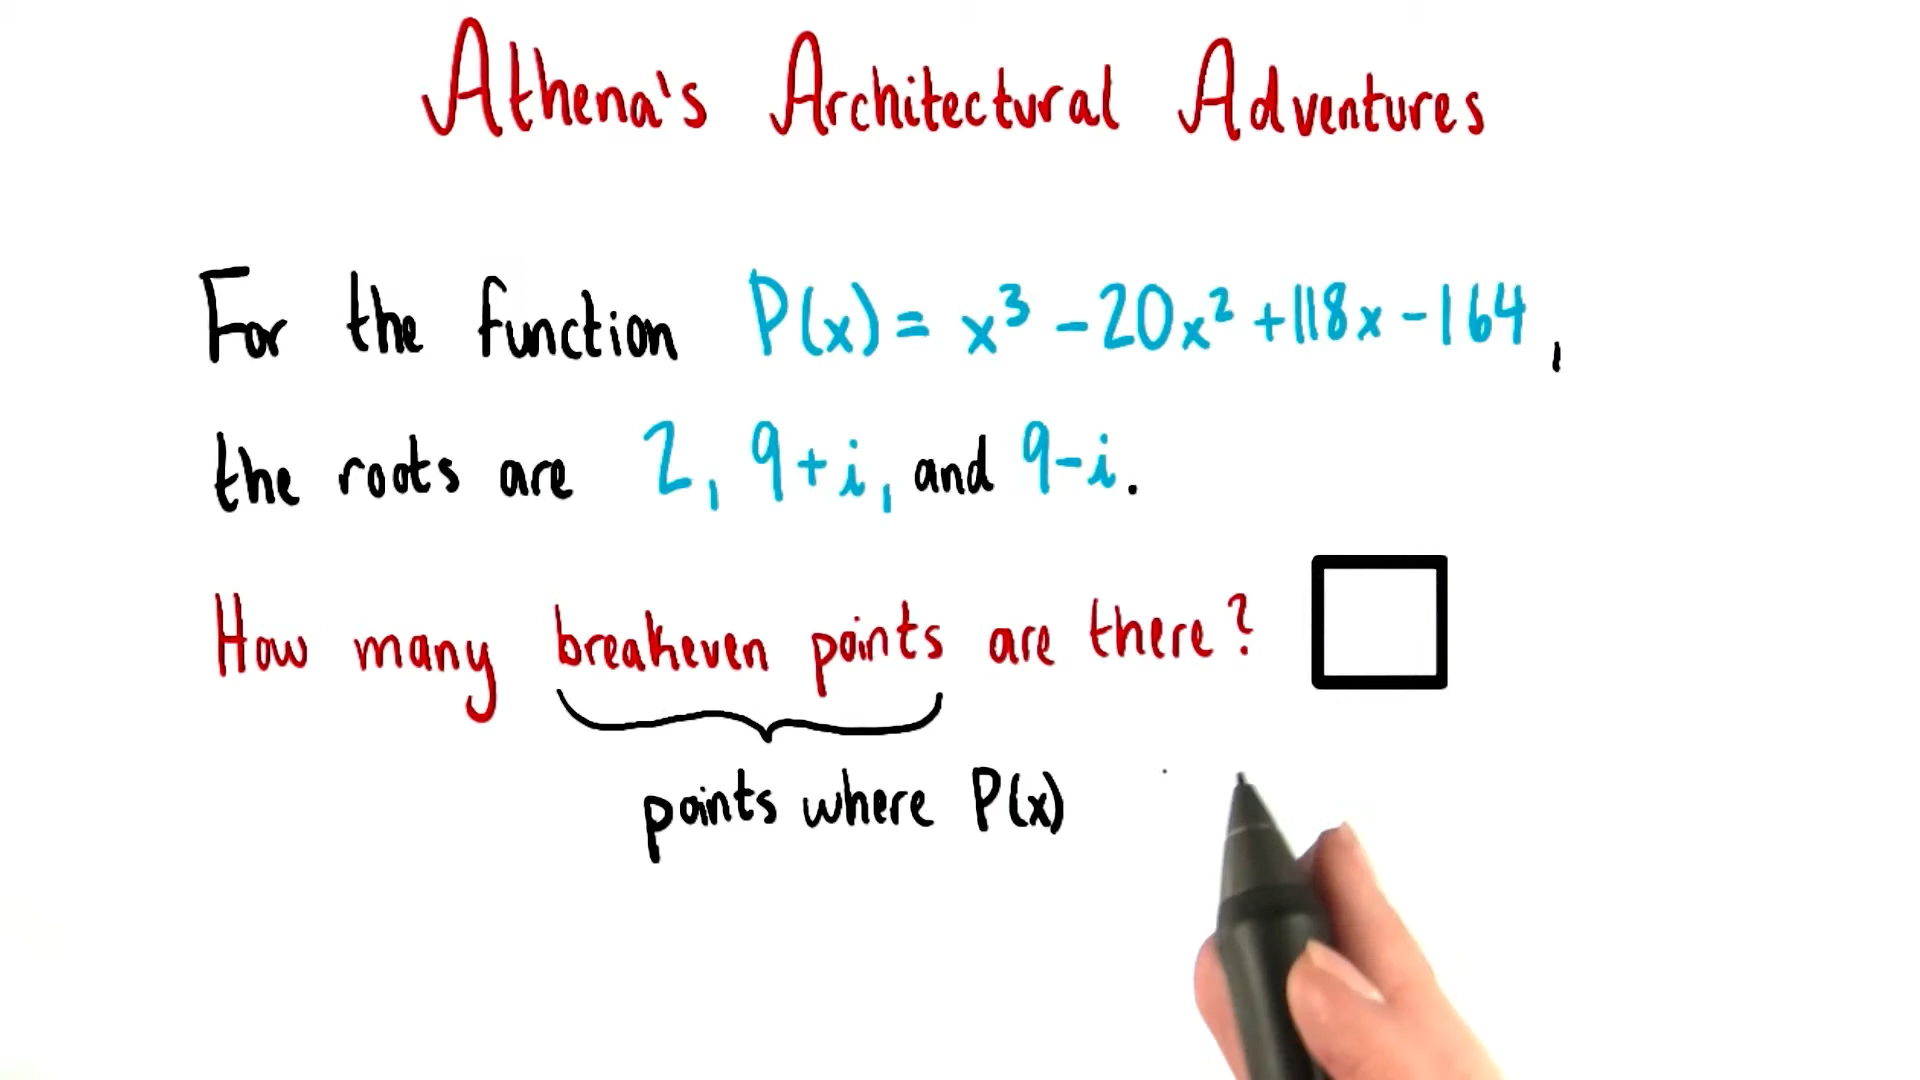 Athena's Architectural Adventures
For the function P(x) = x³ - 20x² + 118x - 164,
the roots are 2, 9+i, and 9-i.
How many breakeven points are there?
points where P(x)